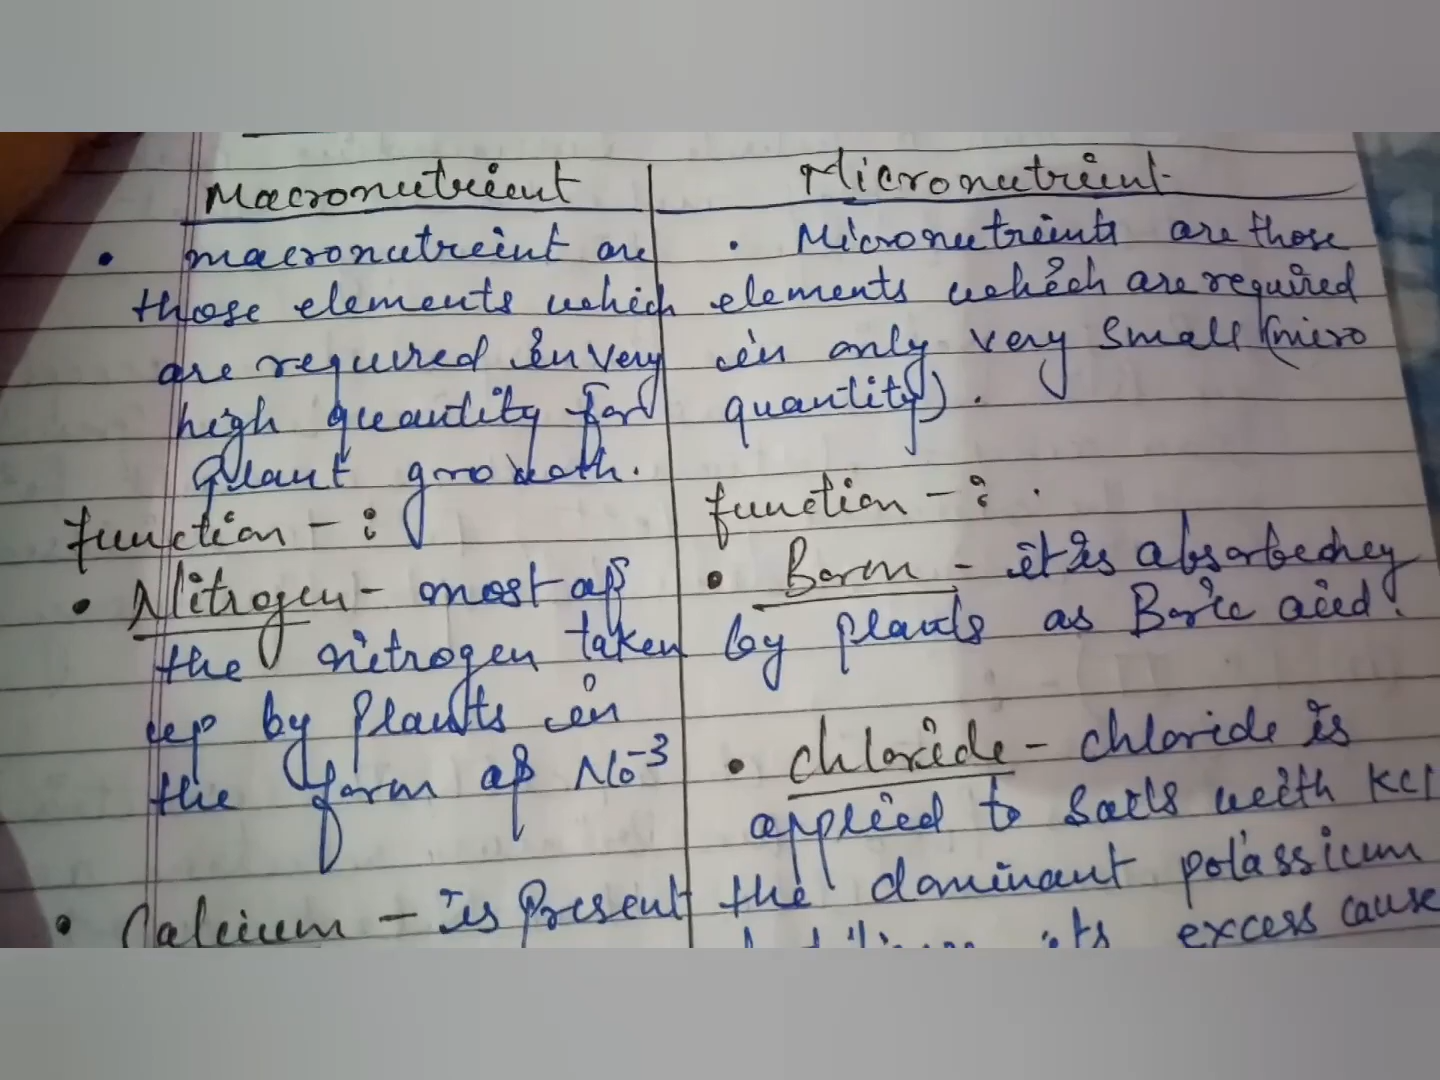 Macronutrient
macronutreint are
those elements which
are required in very
high quantity for
plant growth.
function - :
Nitrogen - most of
the nitrogen taken
up by plants in
the form of No-3
Calcium - is present
Micronutrient
Micronutreints are those
elements which are required
in only very small (micro
quantity).
function - :
Boron - it is absorbed
by plants as Boric acid.
chloride - chloride is
applied to soils with KCl
the dominant potassium
its excess cause